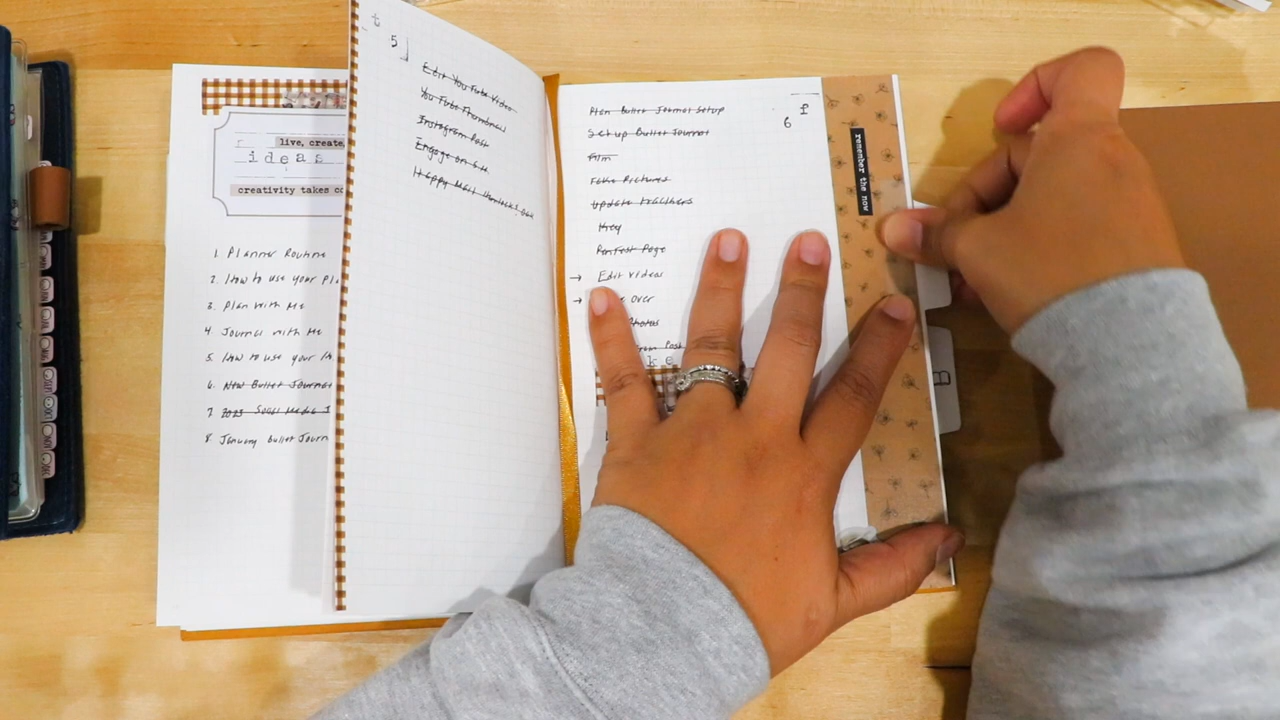 live, create,
ideas
creativity takes co
1. Planner Routine
2. How to use your Pla
3. Plan with Me
4. Journal with Me
5. How to use your
6. New Bullet Journal
7. 2023 Social Media
8. January Bullet Journ
t
5
Edit YouTube Video
YouTube Thumbnail
Instagram Post
Engage on
Happy Mail
Plan Bullet Journal Setup
Set up Bullet Journal
Film
Take Pictures
Update trackers
Key
Page
→ Edit videos
→ over
Photos
Post
f
6
remember the now
B